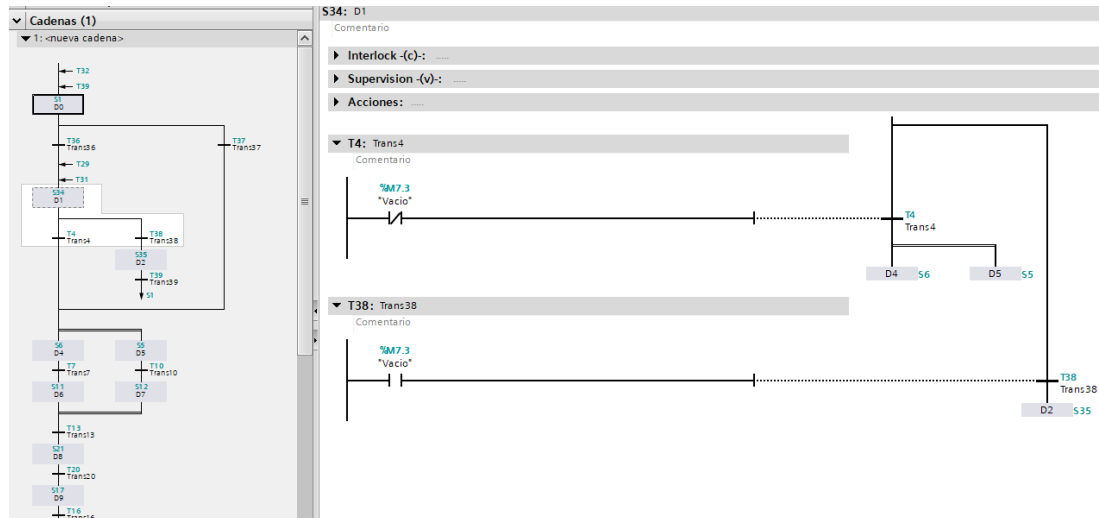 Cadenas (1)
1: <nueva cadena>
T32
T39
S1
D0
T36
Trans36
T37
Trans37
T29
T31
S34
D1
T4
Trans4
T38
Trans38
S35
D2
T39
Trans39
S1
S6
D4
S5
D5
T7
Trans7
T10
Trans10
S11
D6
S12
D7
T13
Trans13
S21
D8
T20
Trans20
S17
D9
T16
Trans16
S34: D1
Comentario
Interlock -(c)-: .....
Supervision -(v)-: .....
Acciones: .....
T4: Trans4
Comentario
%M7.3
"Vacio"
T4
Trans4
D4 S6
D5 S5
T38: Trans38
Comentario
%M7.3
"Vacio"
T38
Trans38
D2 S35